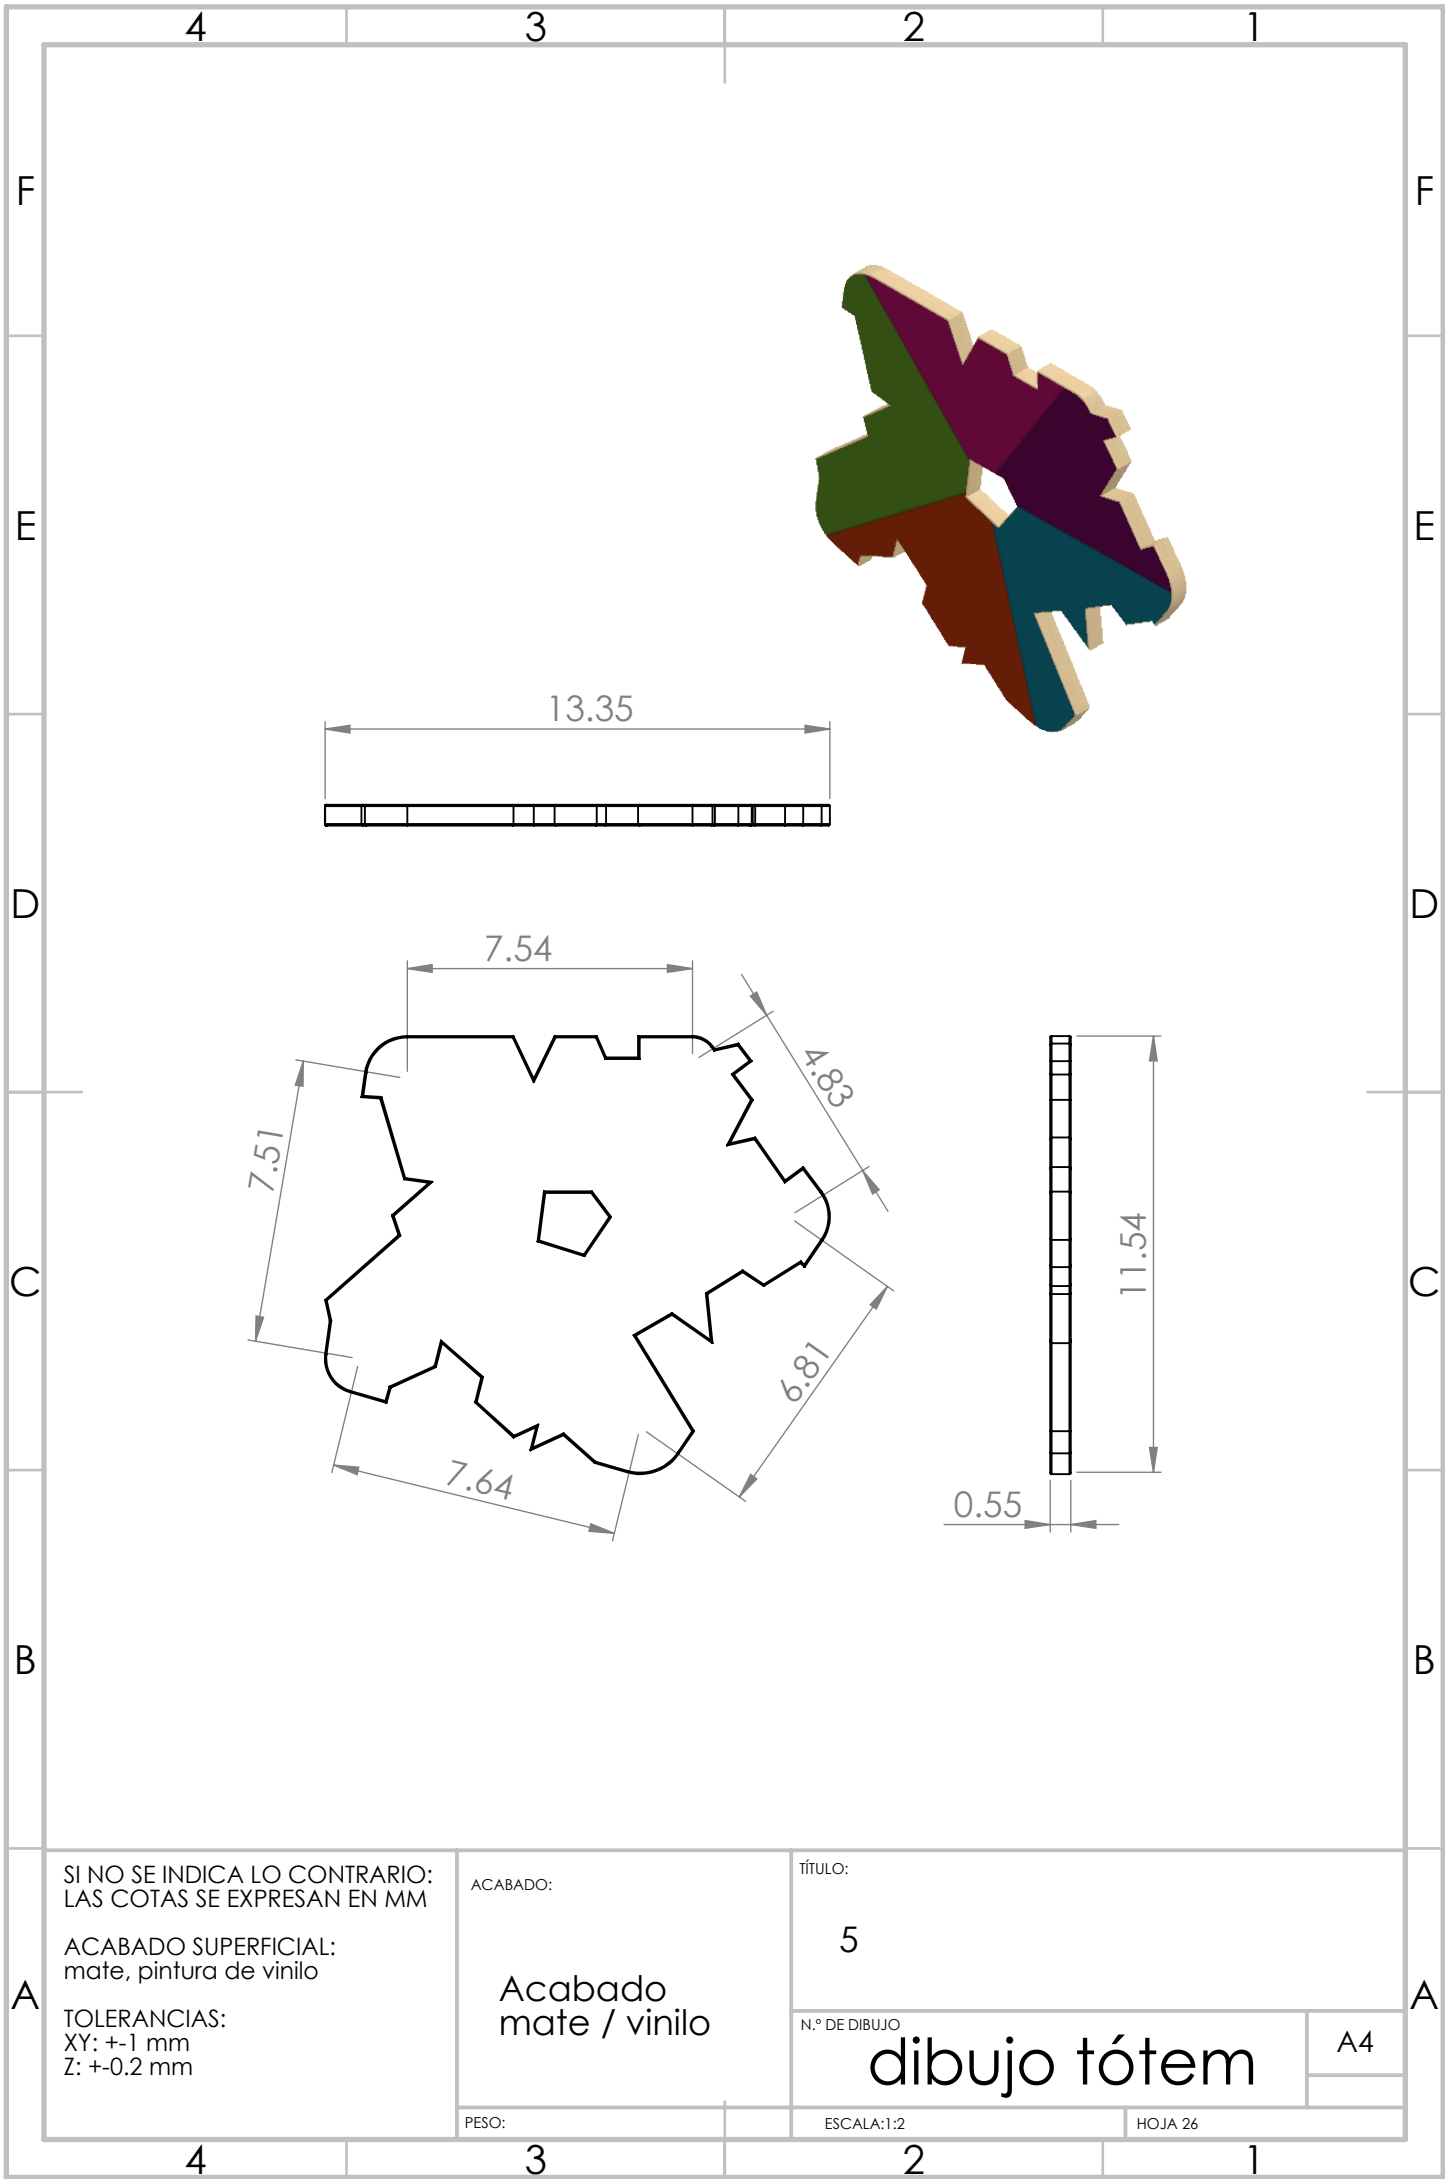 4 3 2 1
F F
E E
13.35
D D
7.54
4.83
7.51
11.54
C C
6.81
7.64
0.55
B B
SI NO SE INDICA LO CONTRARIO:
LAS COTAS SE EXPRESAN EN MM
ACABADO SUPERFICIAL:
mate, pintura de vinilo
TOLERANCIAS:
XY: +-1 mm
Z: +-0.2 mm
ACABADO:
Acabado
mate / vinilo
PESO:
TÍTULO:
5
N.º DE DIBUJO
dibujo tótem
A4
ESCALA:1:2
HOJA 26
A A
4 3 2 1